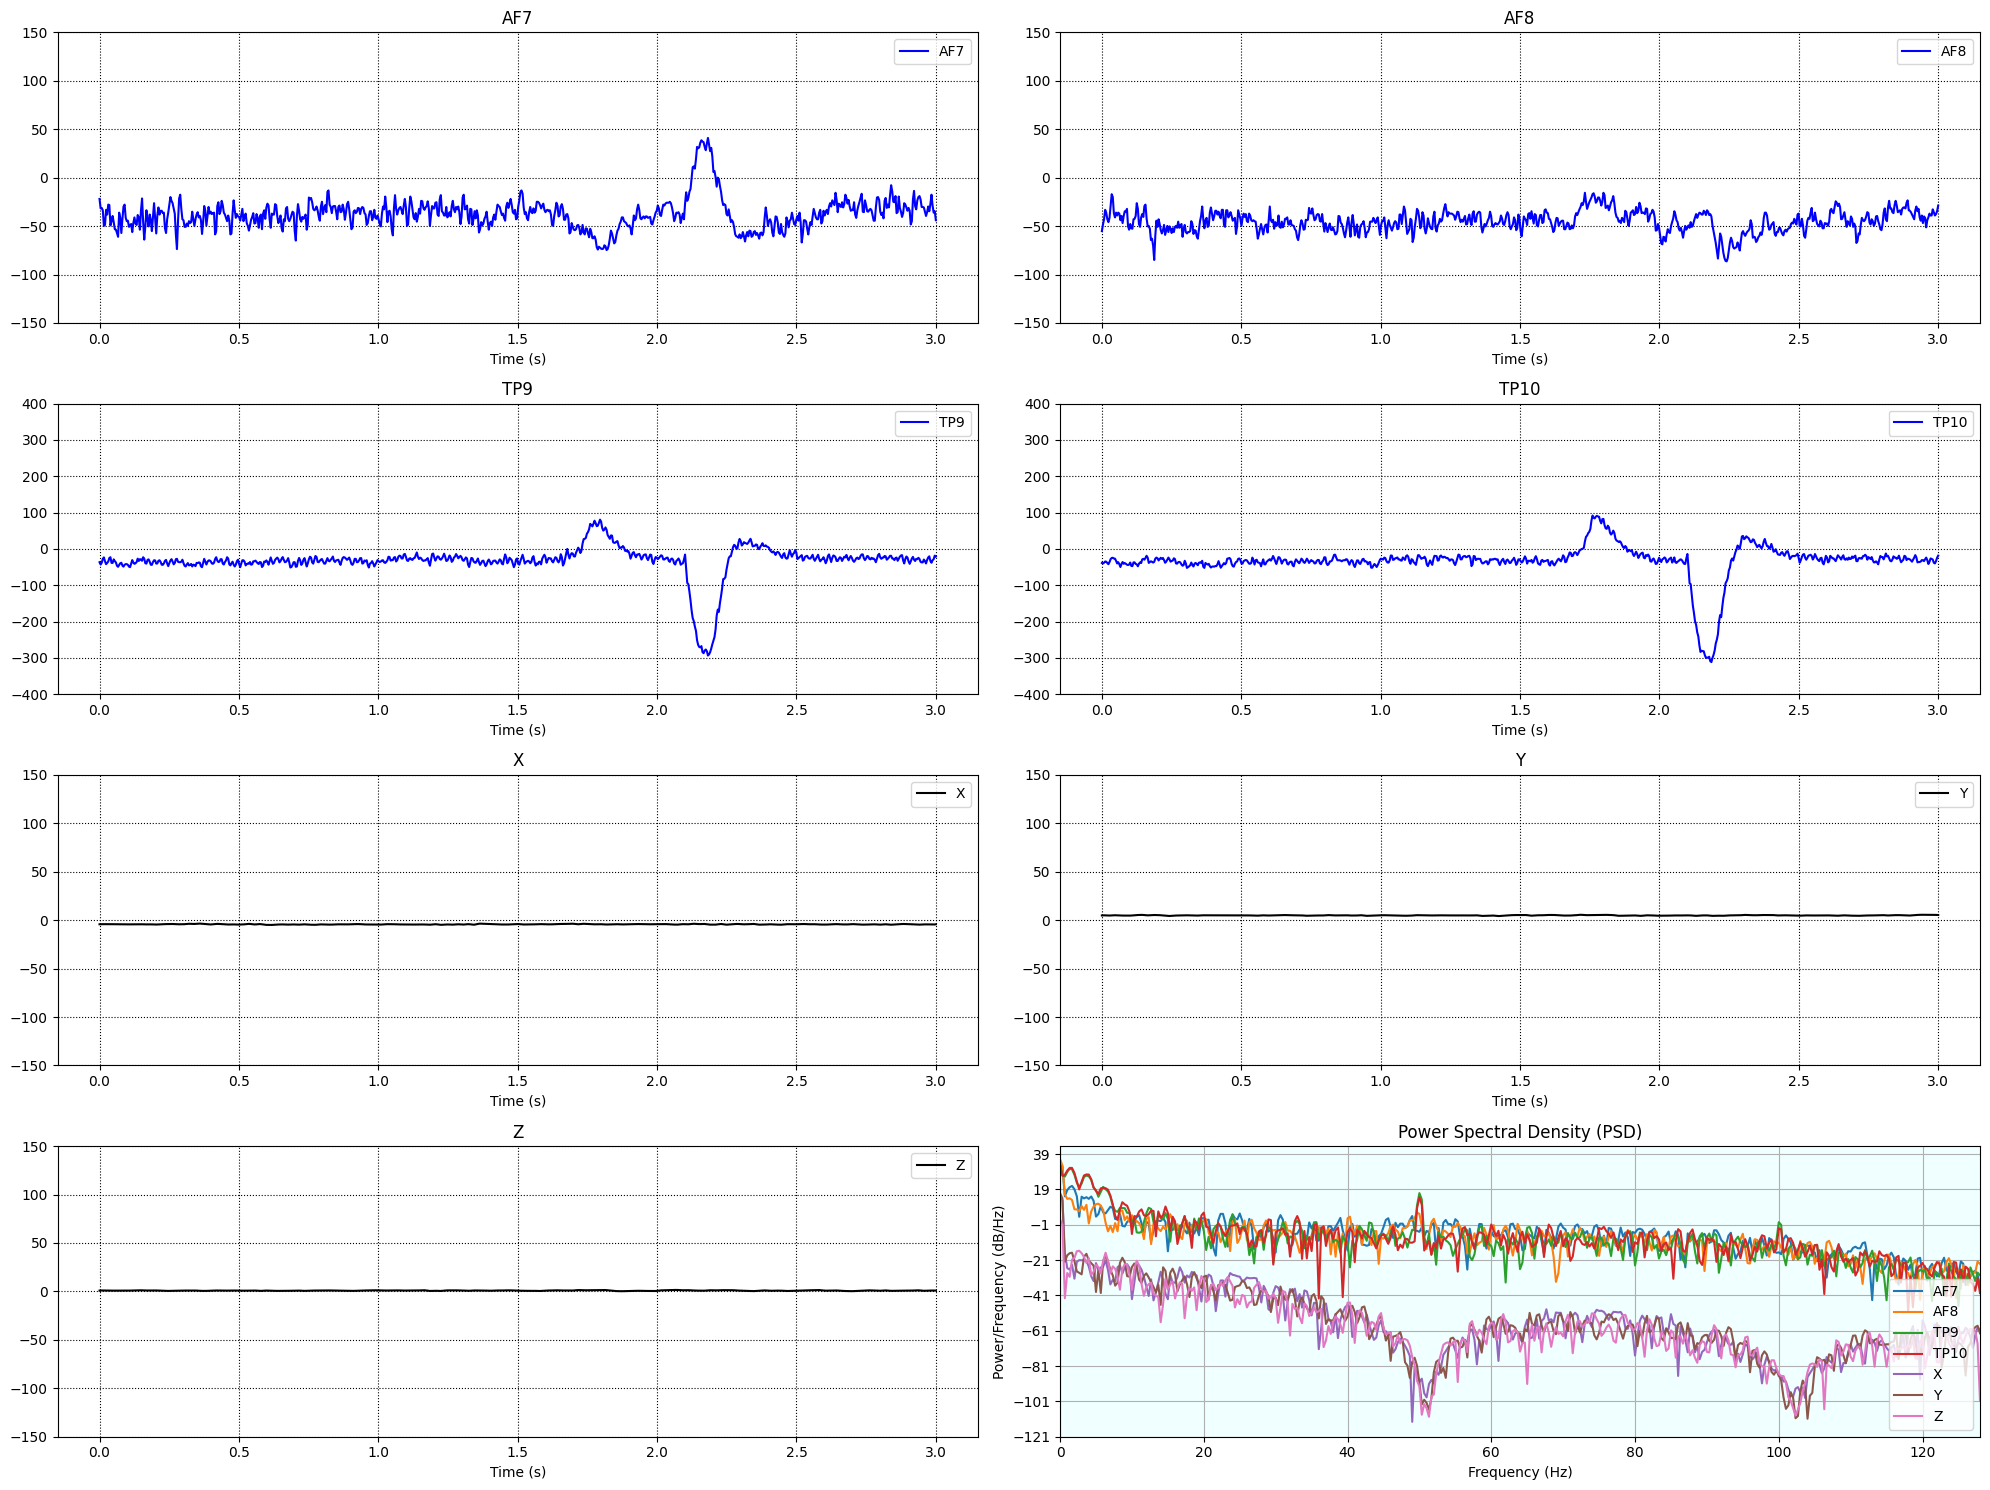 AF7
150
100
50
0
−50
−100
−150
AF7
0.0 0.5 1.0 1.5 2.0 2.5 3.0
Time (s)
AF8
150
100
50
0
−50
−100
−150
AF8
0.0 0.5 1.0 1.5 2.0 2.5 3.0
Time (s)
TP9
400
300
200
100
0
−100
−200
−300
−400
TP9
0.0 0.5 1.0 1.5 2.0 2.5 3.0
Time (s)
TP10
400
300
200
100
0
−100
−200
−300
−400
TP10
0.0 0.5 1.0 1.5 2.0 2.5 3.0
Time (s)
X
150
100
50
0
−50
−100
−150
X
0.0 0.5 1.0 1.5 2.0 2.5 3.0
Time (s)
Y
150
100
50
0
−50
−100
−150
Y
0.0 0.5 1.0 1.5 2.0 2.5 3.0
Time (s)
Z
150
100
50
0
−50
−100
−150
Z
0.0 0.5 1.0 1.5 2.0 2.5 3.0
Time (s)
Power Spectral Density (PSD)
Power/Frequency (dB/Hz)
39
19
−1
−21
−41
−61
−81
−101
−121
AF7
AF8
TP9
TP10
X
Y
Z
0 20 40 60 80 100 120
Frequency (Hz)